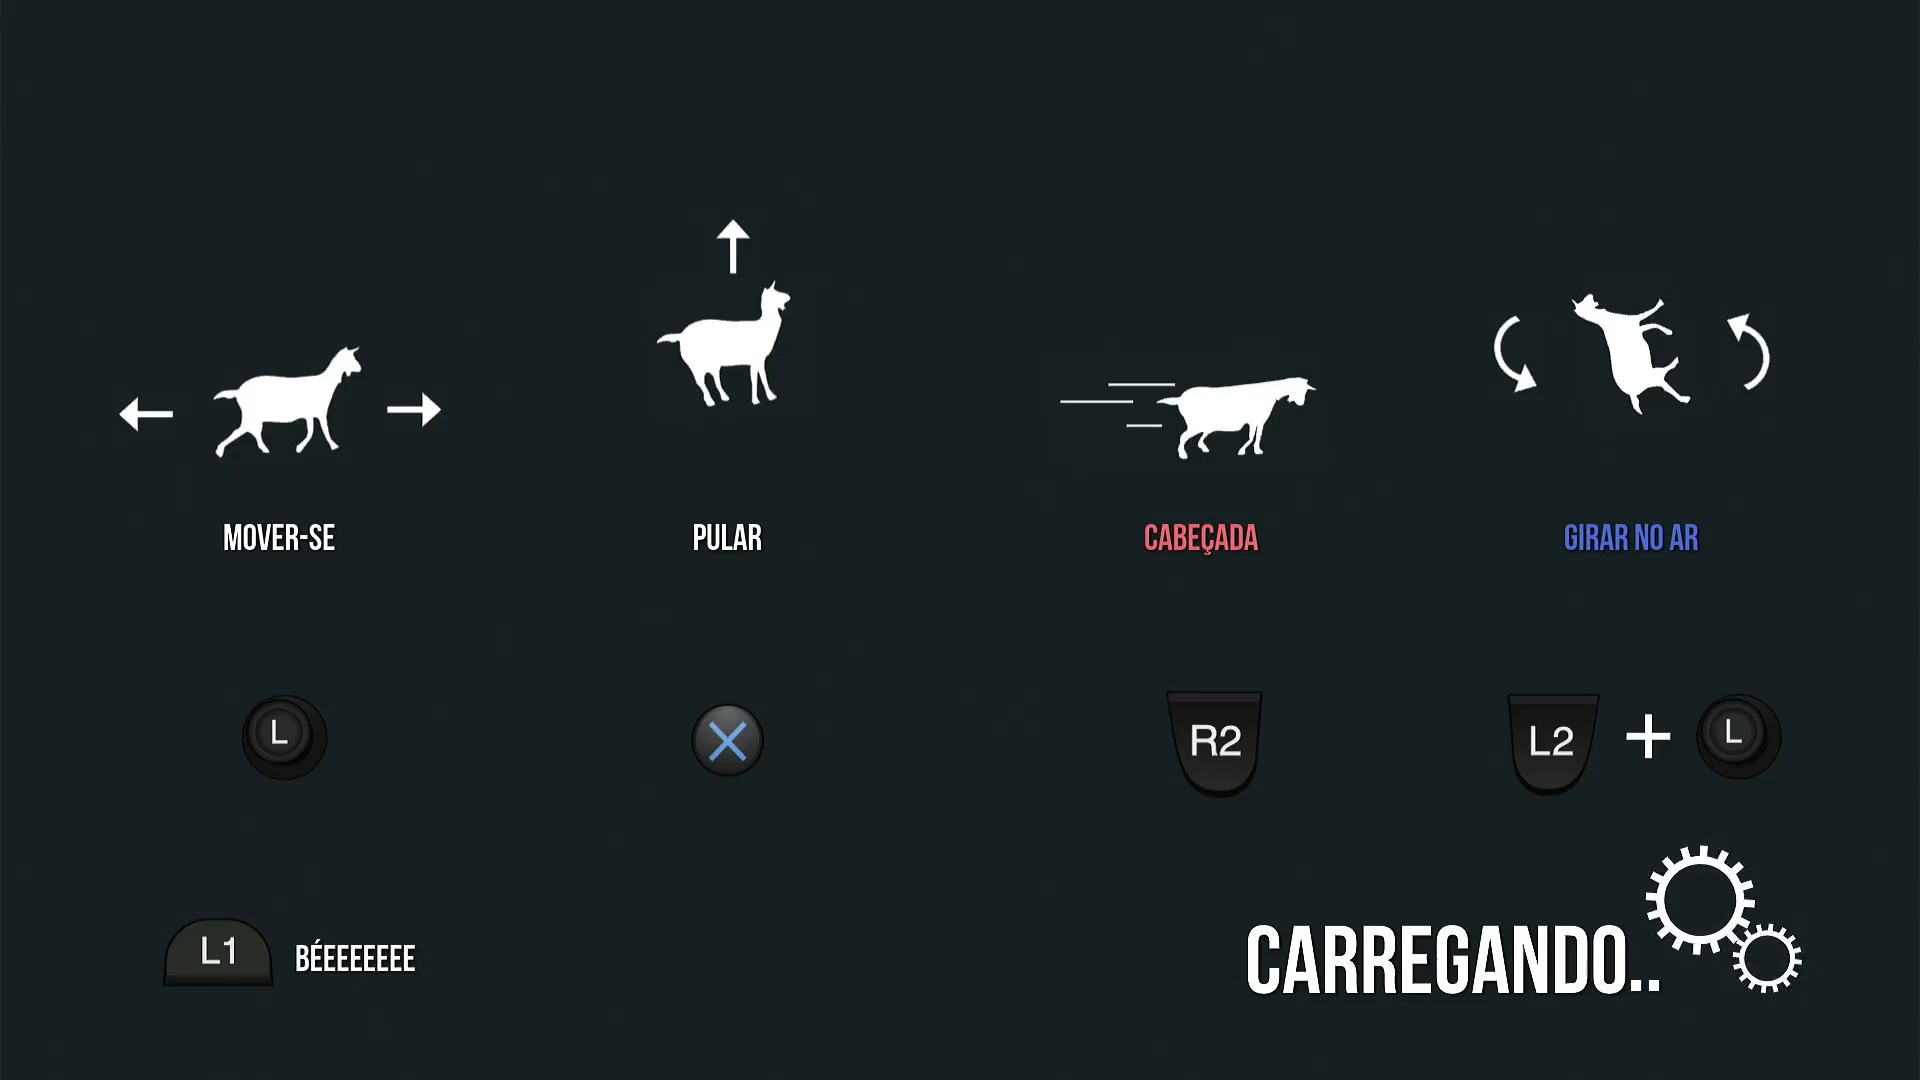 MOVER-SE
PULAR
CABEÇADA
GIRAR NO AR
L
R2
L2 + L
L1 BÉEEEEEEE
CARREGANDO..